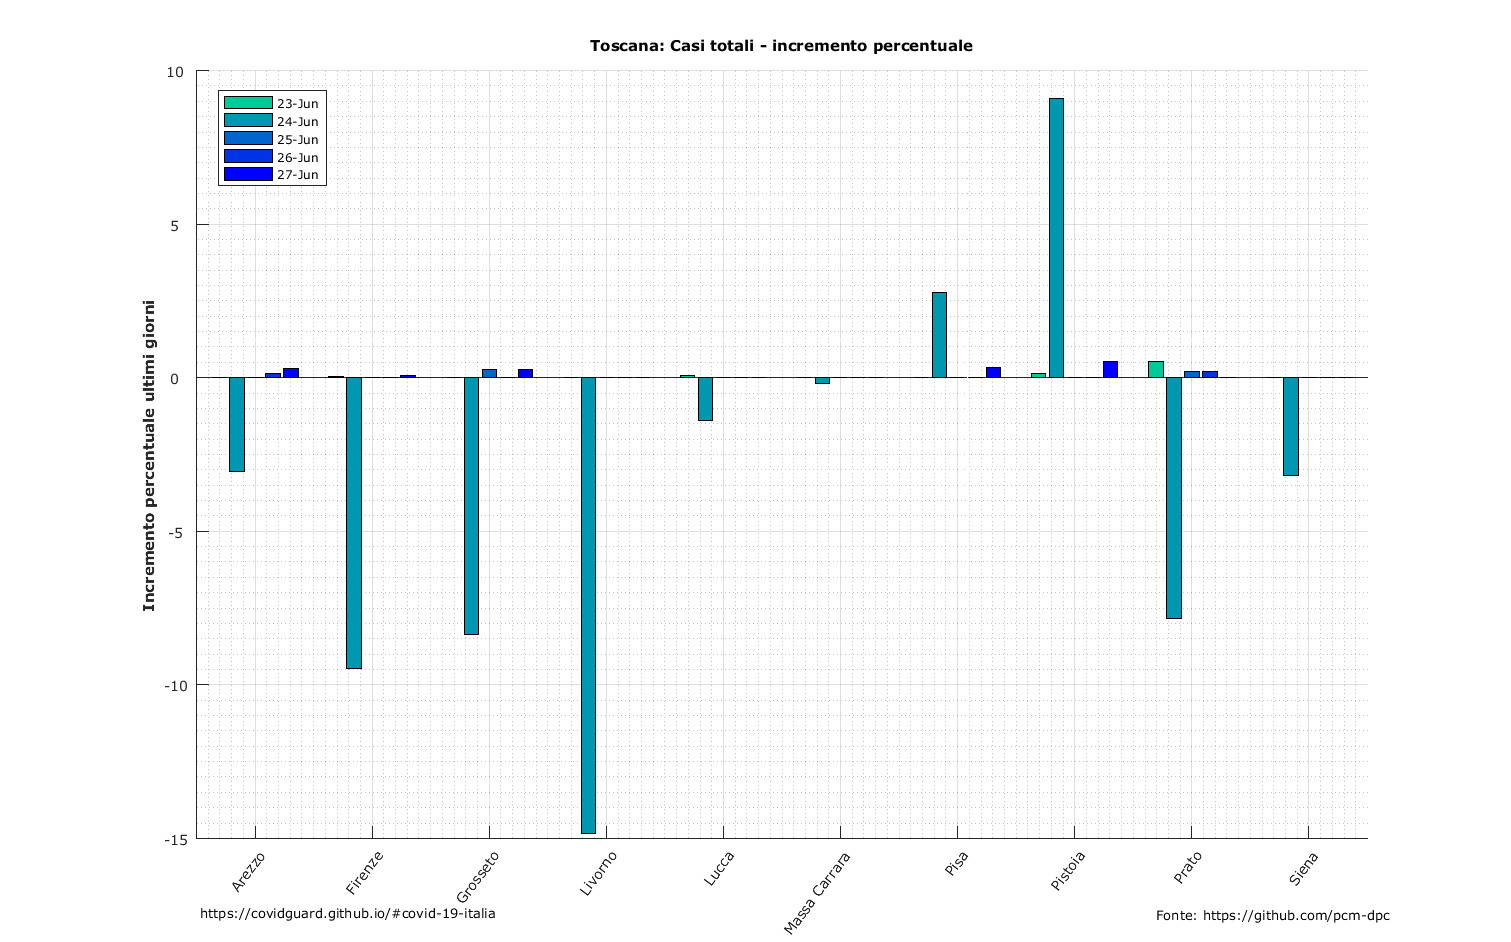 Toscana: Casi totali - incremento percentuale
Incremento percentuale ultimi giorni
10
5
0
-5
-10
-15
23-Jun
24-Jun
25-Jun
26-Jun
27-Jun
Arezzo
Firenze
Grosseto
Livorno
Lucca
Massa Carrara
Pisa
Pistoia
Prato
Siena
https://covidguard.github.io/#covid-19-italia
Fonte: https://github.com/pcm-dpc